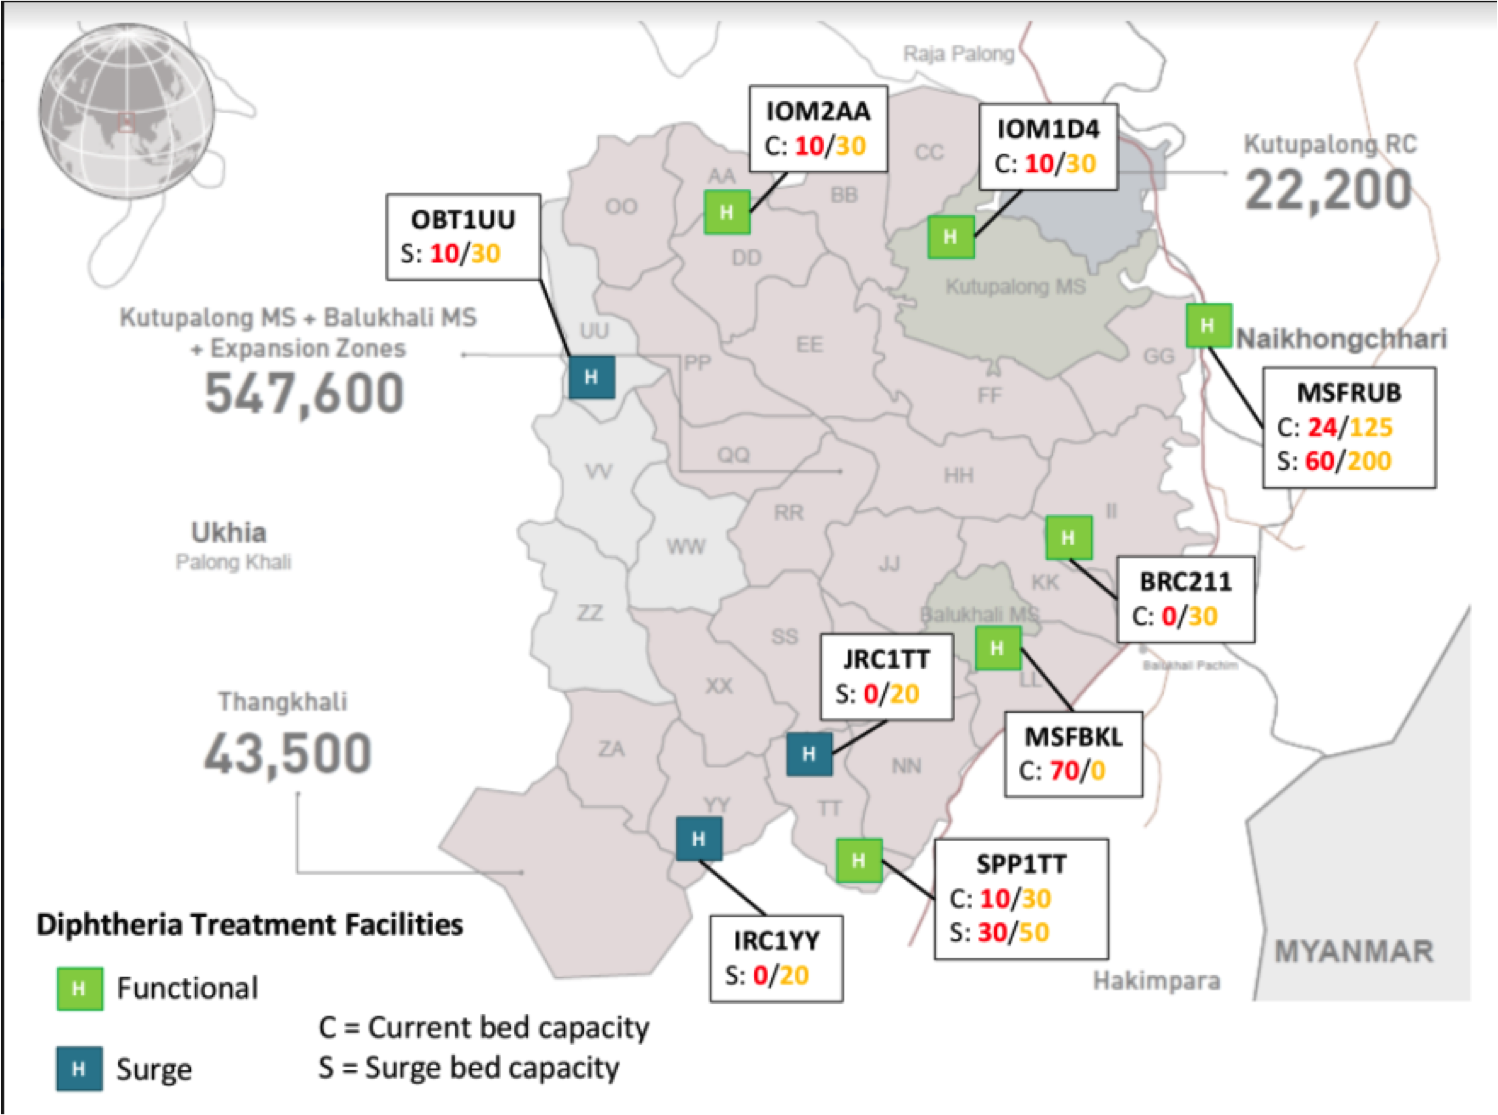 Raja Palong
IOM2AA
C: 10/30
IOM1D4
C: 10/30
Kutupalong RC
22,200
CC
AA
BB
OO
H
H
DD
OBT1UU
S: 10/30
Kutupalong MS
Kutupalong MS + Balukhali MS
+ Expansion Zones
547,600
UU
H
PP
EE
FF
GG
H
Naikhongchhari
MSFRUB
C: 24/125
S: 60/200
QQ
VV
HH
RR
II
Ukhia
Palong Khali
WW
JJ
H
KK
BRC211
C: 0/30
ZZ
Balukhali MS
SS
H
LL
Balukhali Pachim
JRC1TT
S: 0/20
XX
Thangkhali
43,500
ZA
H
NN
MSFBKL
C: 70/0
YY
H
TT
H
SPP1TT
C: 10/30
S: 30/50
IRC1YY
S: 0/20
MYANMAR
Hakimpara
Diphtheria Treatment Facilities
H Functional
C = Current bed capacity
H Surge
S = Surge bed capacity